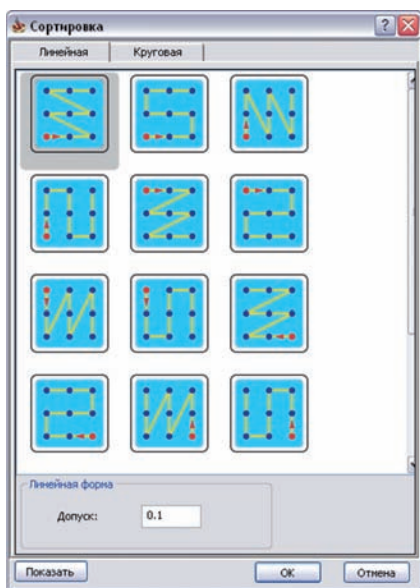 Сортировка
Линейная Круговая
Линейная форма
Допуск: 0.1
Показать OK Отмена